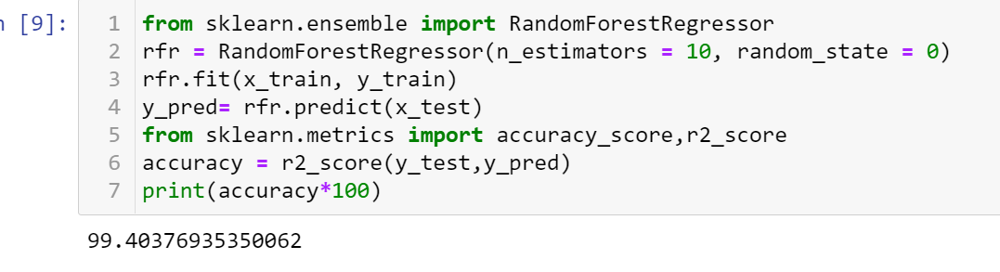 [9]:
1 from sklearn.ensemble import RandomForestRegressor
2 rfr = RandomForestRegressor(n_estimators = 10, random_state = 0)
3 rfr.fit(x_train, y_train)
4 y_pred= rfr.predict(x_test)
5 from sklearn.metrics import accuracy_score,r2_score
6 accuracy = r2_score(y_test,y_pred)
7 print(accuracy*100)
99.40376935350062